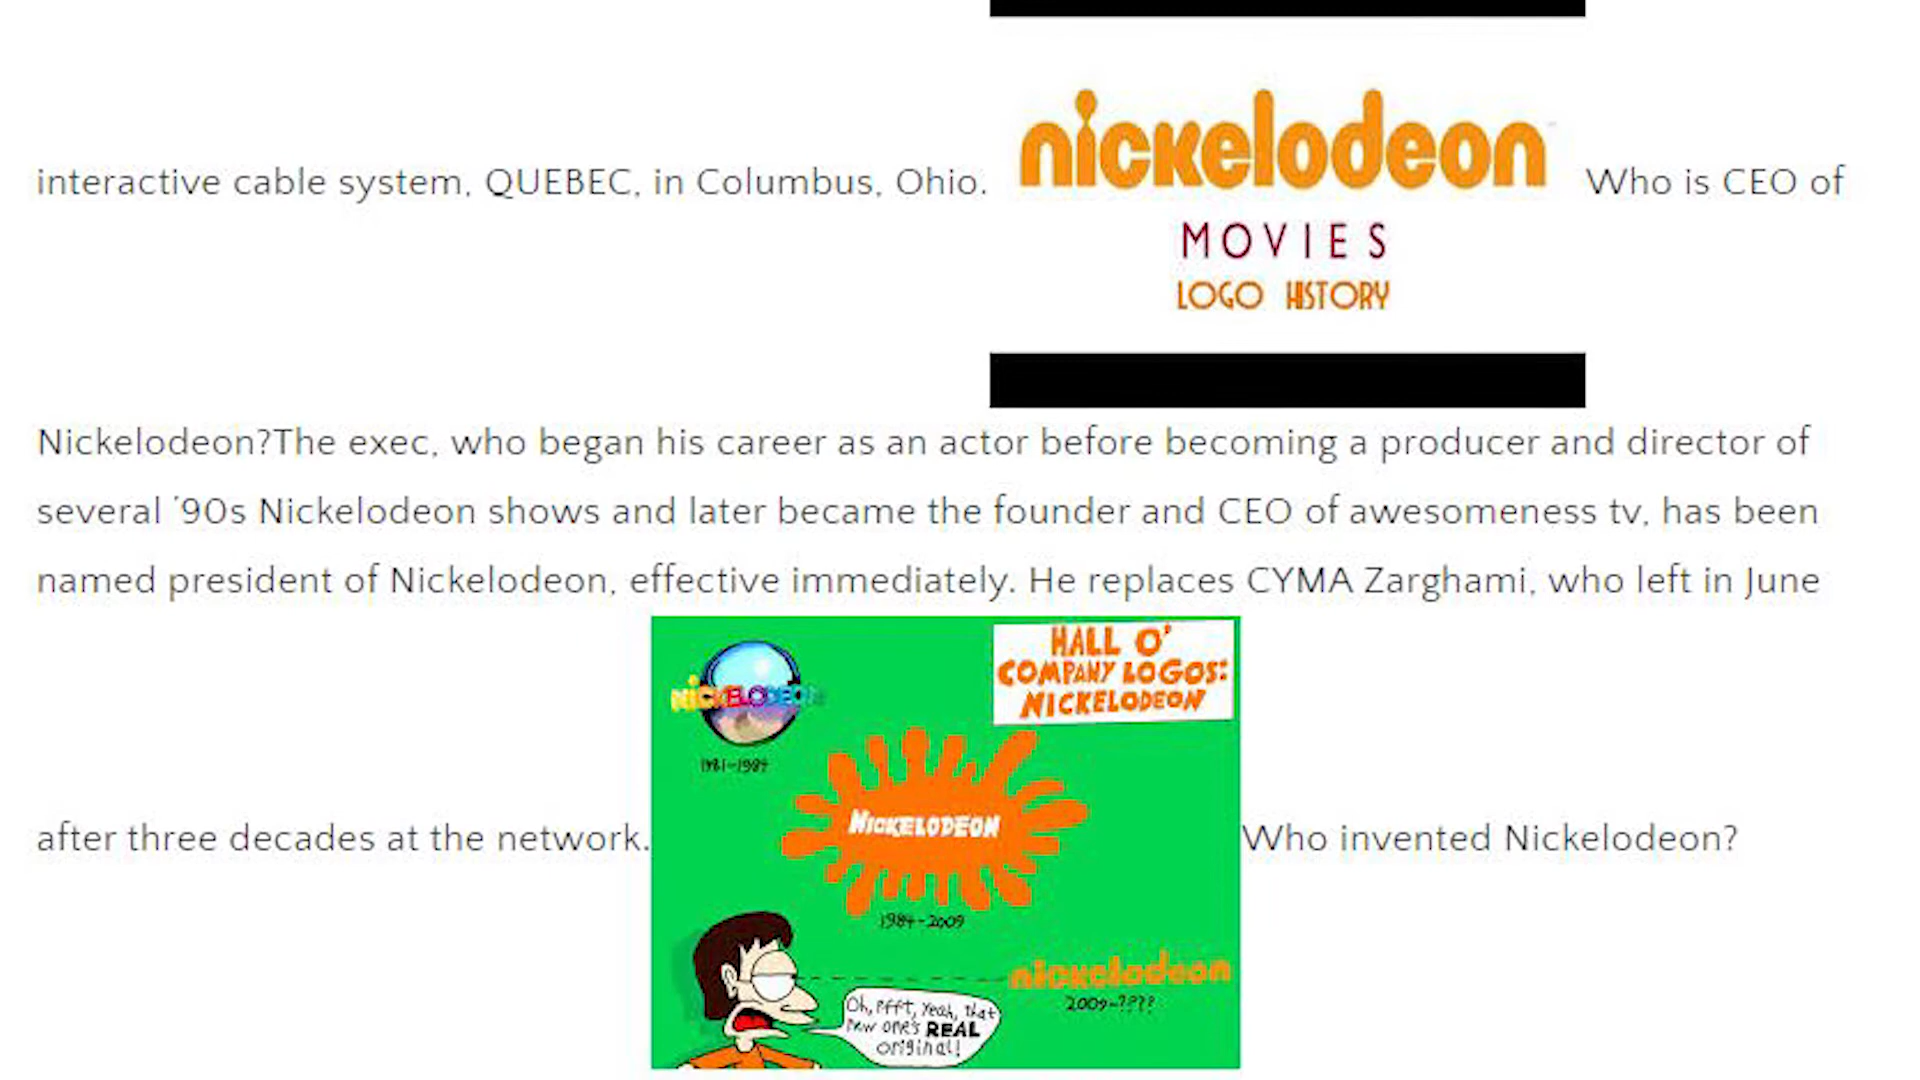 nickelodeon
interactive cable system, QUEBEC, in Columbus, Ohio. Who is CEO of
MOVIES
LOGO HISTORY
Nickelodeon?The exec, who began his career as an actor before becoming a producer and director of
several '90s Nickelodeon shows and later became the founder and CEO of awesomeness tv, has been
named president of Nickelodeon, effective immediately. He replaces CYMA Zarghami, who left in June
HALL O'
COMPANY LOGOS:
NICKELODEON
NICKELODEON
1981-1984
NICKELODEON
after three decades at the network. Who invented Nickelodeon?
1984-2009
nickelodeon
2009-????
Oh, Pfft, Yeah, that
new one's REAL
original!